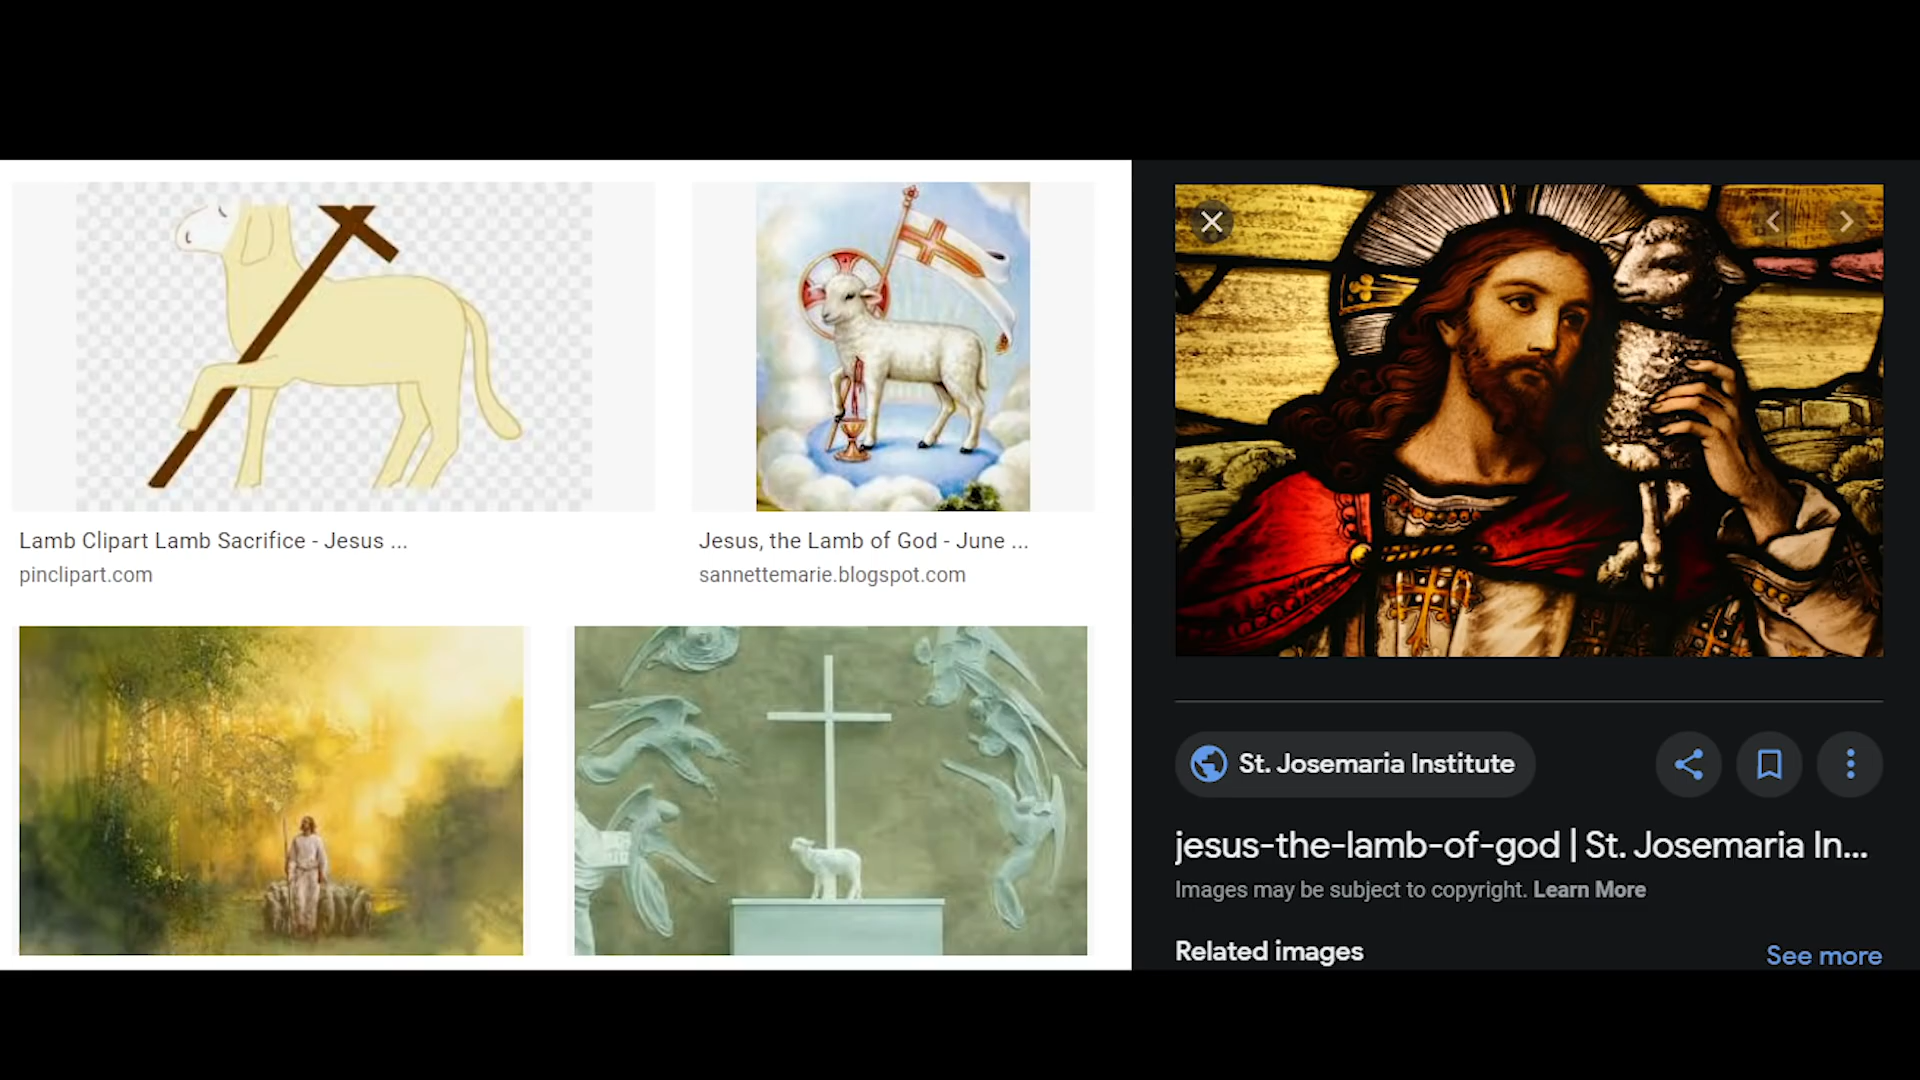 Lamb Clipart Lamb Sacrifice - Jesus ...
pinclipart.com
Jesus, the Lamb of God - June ...
sannettemarie.blogspot.com
St. Josemaria Institute
jesus-the-lamb-of-god | St. Josemaria In...
Images may be subject to copyright. Learn More
Related images
See more